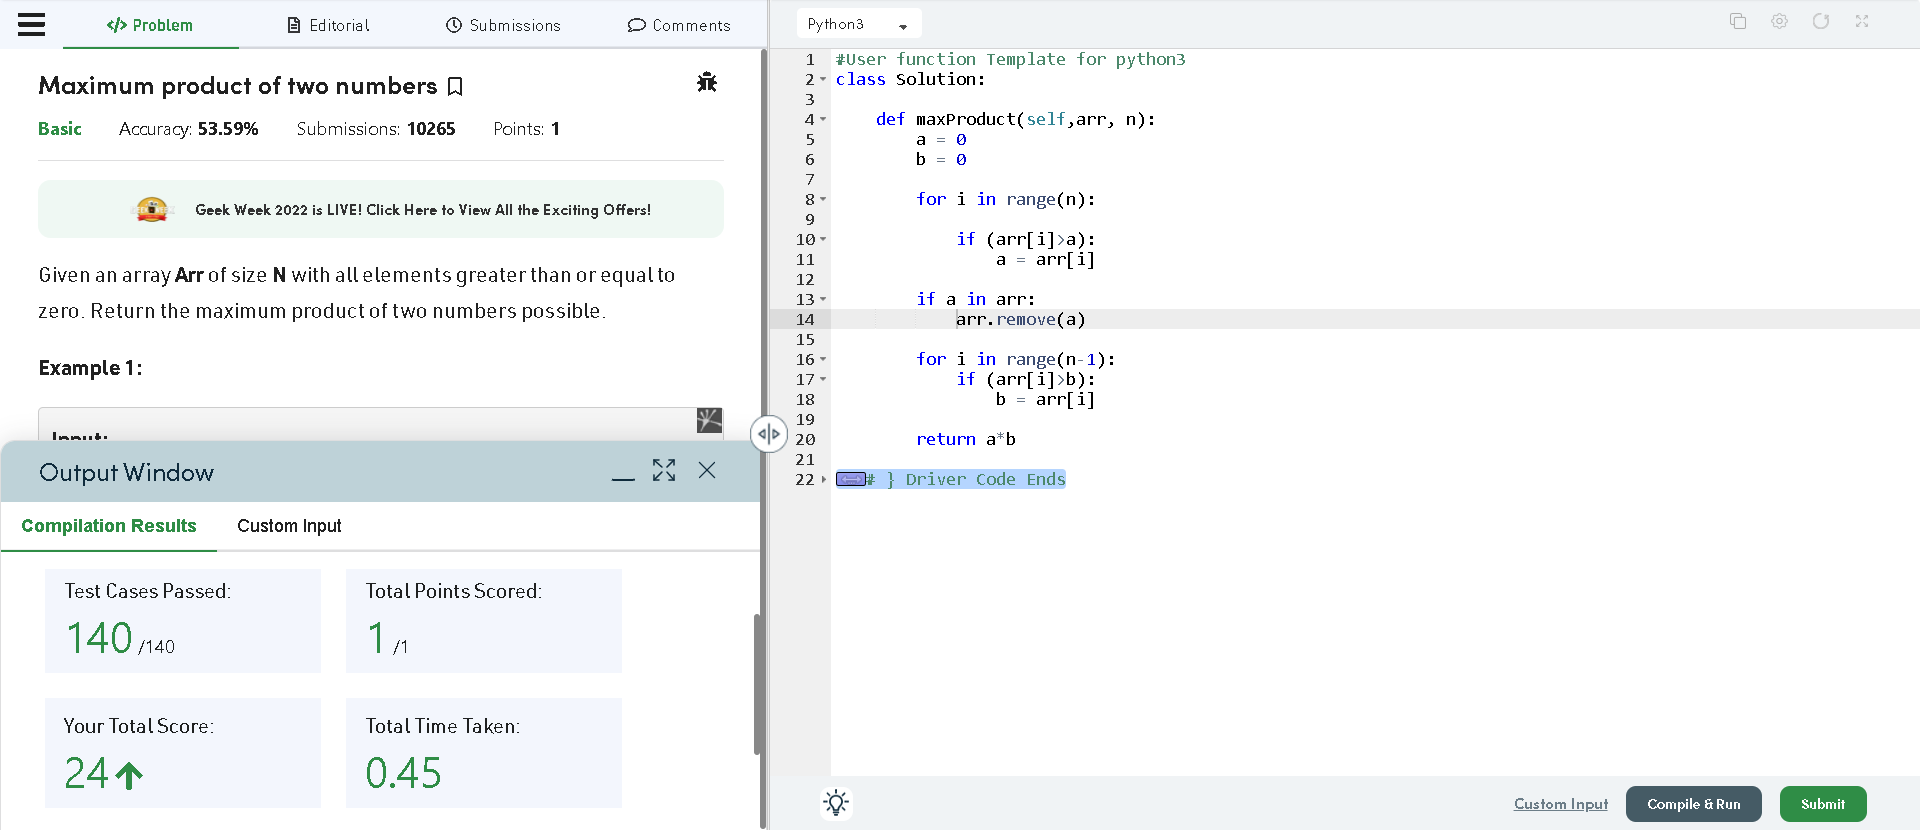 Problem
Editorial
Submissions
Comments
Maximum product of two numbers
Basic Accuracy: 53.59% Submissions: 10265 Points: 1
Geek Week 2022 is LIVE! Click Here to View All the Exciting Offers!
Given an array Arr of size N with all elements greater than or equal to
zero. Return the maximum product of two numbers possible.
Example 1:
Input:
Output Window
Compilation Results
Custom Input
Test Cases Passed:
140 /140
Total Points Scored:
1 /1
Your Total Score:
24
Total Time Taken:
0.45
Python3
1 #User function Template for python3
2 class Solution:
3
4 def maxProduct(self,arr, n):
5 a = 0
6 b = 0
7
8 for i in range(n):
9
10 if (arr[i]>a):
11 a = arr[i]
12
13 if a in arr:
14 arr.remove(a)
15
16 for i in range(n-1):
17 if (arr[i]>b):
18 b = arr[i]
19
20 return a*b
21
22 # } Driver Code Ends
Custom Input
Compile & Run
Submit